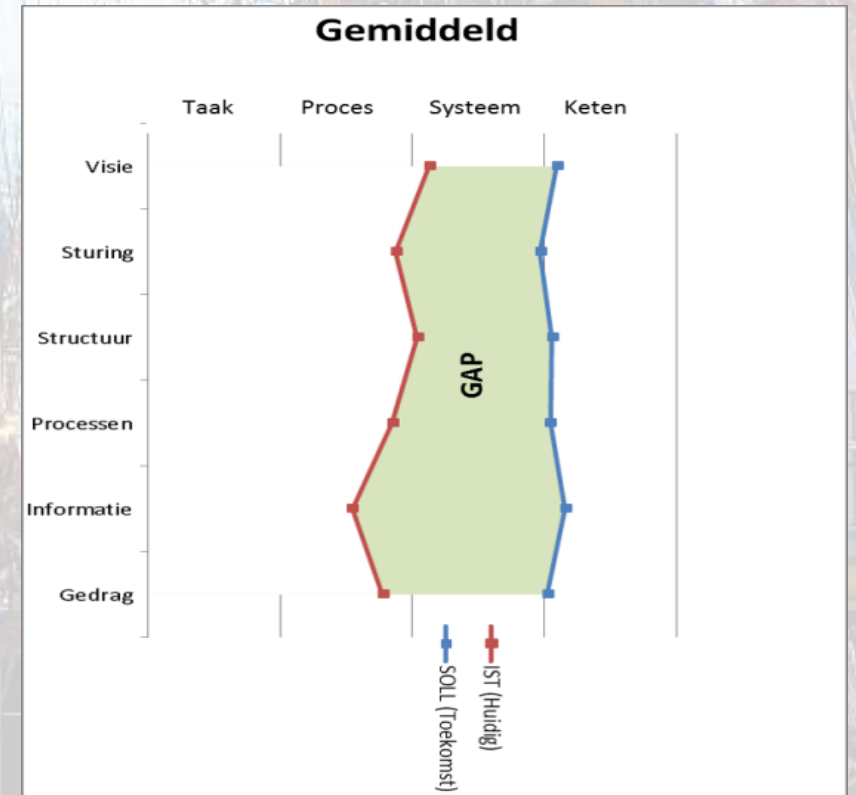 Gemiddeld
Taak Proces Systeem Keten
Visie
Sturing
Structuur
GAP
Processen
Informatie
Gedrag
SOLL (Toekomst)
IST (Huidig)